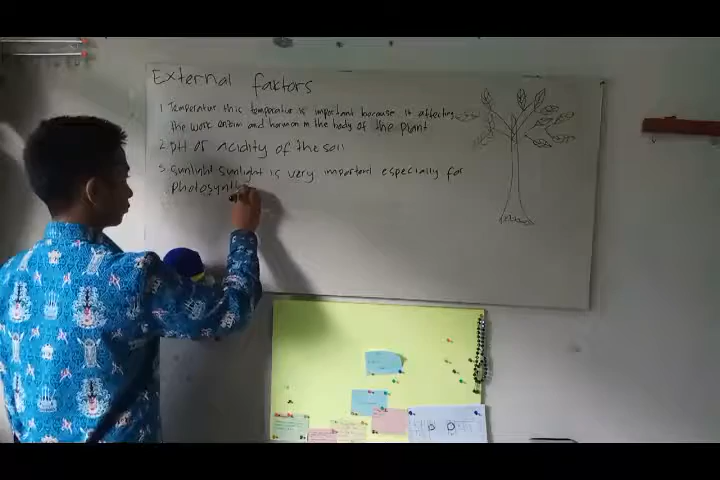 External faktors
1. Temperatur this temperatur is important because it affecting
the work enzim and hormon in the body of the plant
2. pH or acidity of the soil
3. Sunlight sunlight is very important especially for
photosynth